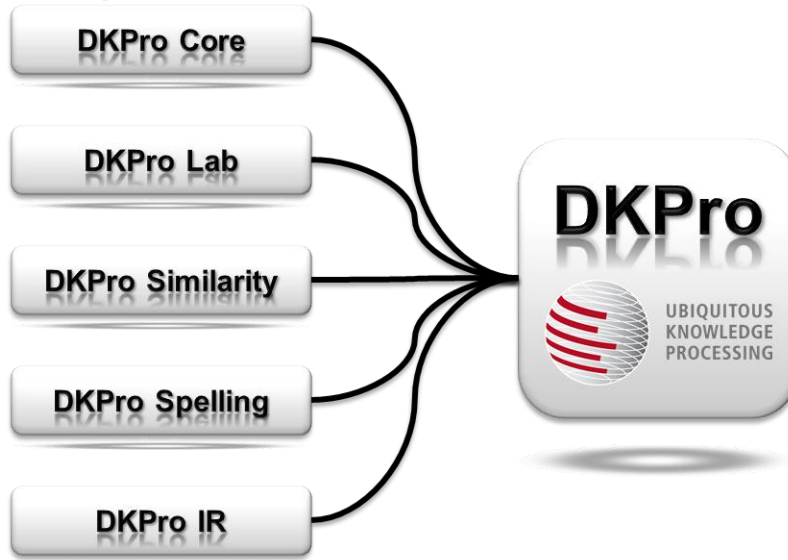 DKPro Core
DKPro Lab
DKPro Similarity
DKPro Spelling
DKPro IR
DKPro
UBIQUITOUS
KNOWLEDGE
PROCESSING